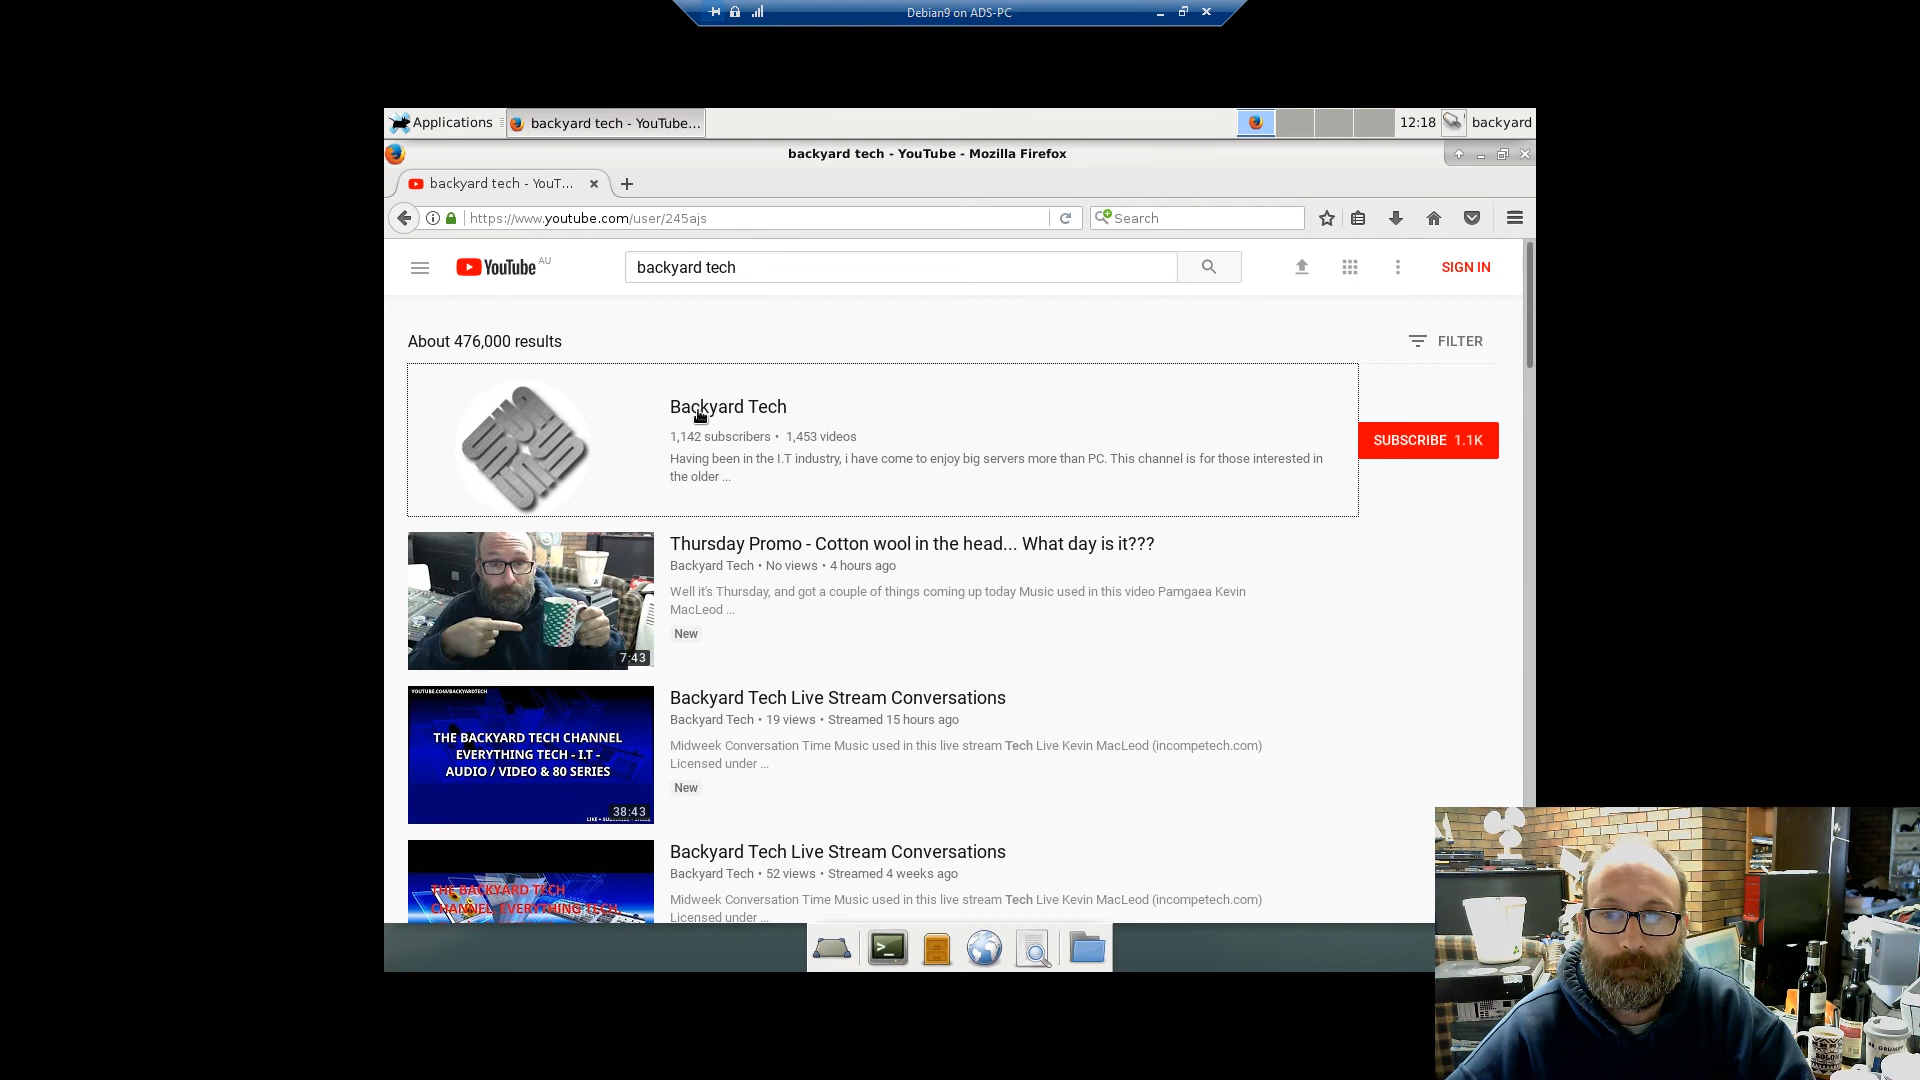 Debian9 on ADS-PC
Applications
backyard tech - YouTube...
12:18
backyard
backyard tech - YouTube - Mozilla Firefox
backyard tech - YouT...
https://www.youtube.com/user/245ajs
Search
YouTube AU
backyard tech
SIGN IN
About 476,000 results
FILTER
Backyard Tech
1,142 subscribers • 1,453 videos
Having been in the I.T industry, i have come to enjoy big servers more than PC. This channel is for those interested in
the older ...
SUBSCRIBE 1.1K
Thursday Promo - Cotton wool in the head... What day is it???
Backyard Tech • No views • 4 hours ago
Well it's Thursday, and got a couple of things coming up today Music used in this video Pamgaea Kevin
MacLeod ...
New
7:43
YOUTUBE.COM/BACKYARDTECH
THE BACKYARD TECH CHANNEL
EVERYTHING TECH - I.T -
AUDIO / VIDEO & 80 SERIES
38:43
Backyard Tech Live Stream Conversations
Backyard Tech • 19 views • Streamed 15 hours ago
Midweek Conversation Time Music used in this live stream Tech Live Kevin MacLeod (incompetech.com)
Licensed under ...
New
THE BACKYARD TECH
CHANNEL. EVERYTHING TECH.
Backyard Tech Live Stream Conversations
Backyard Tech • 52 views • Streamed 4 weeks ago
Midweek Conversation Time Music used in this live stream Tech Live Kevin MacLeod (incompetech.com)
Licensed under ...